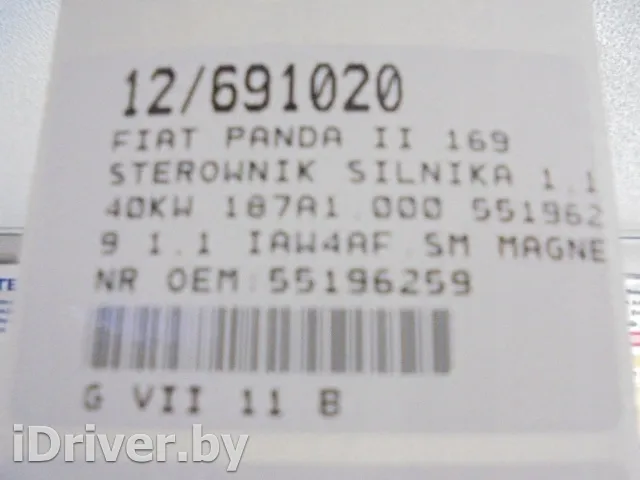 12/691020
FIAT PANDA II 169
STEROWNIK SILNIKA 1.1
40KW 187A1.000 551962
9 1.1 IAW4AF.SM MAGNE
NR OEM:55196259
G VII 11 B
iDriver.by